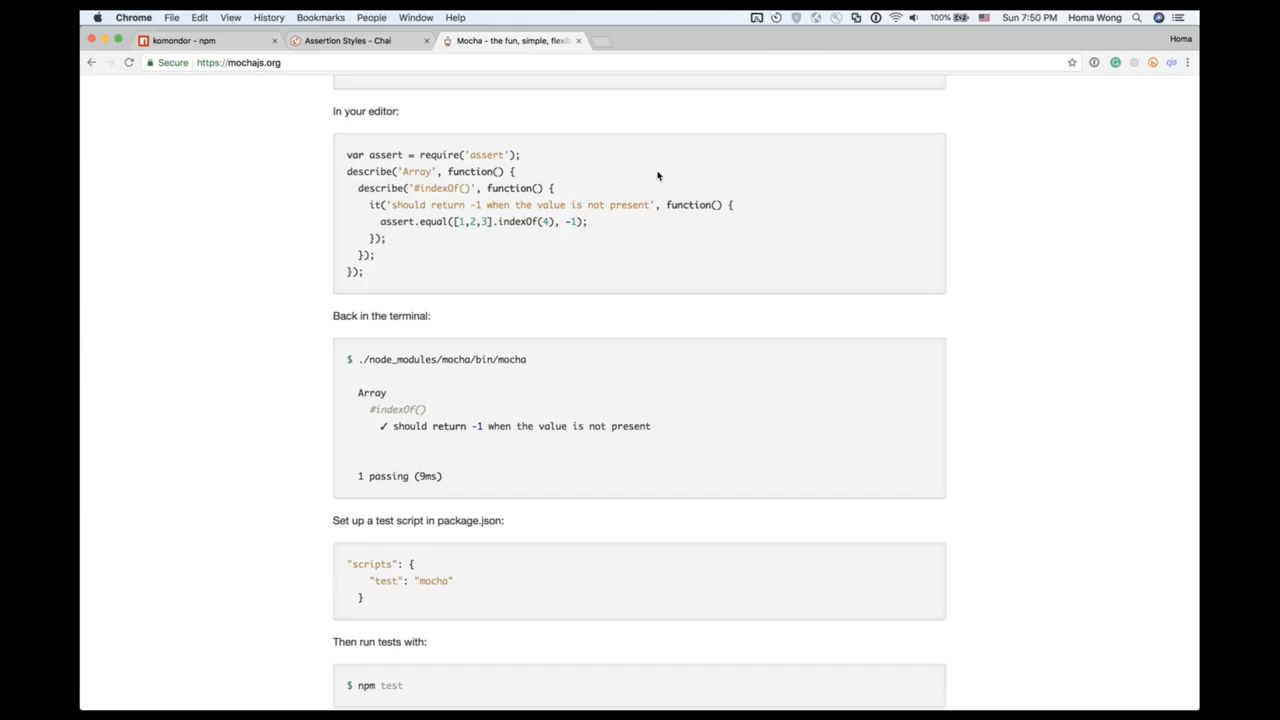 Chrome File Edit View History Bookmarks People Window Help 100% Sun 7:50 PM Homa Wong
komondor - npm Assertion Styles - Chai Mocha - the fun, simple, flexib Homa
Secure https://mochajs.org
In your editor:
var assert = require('assert');
describe('Array', function() {
describe('#indexOf()', function() {
it('should return -1 when the value is not present', function() {
assert.equal([1,2,3].indexOf(4), -1);
});
});
});
Back in the terminal:
$ ./node_modules/mocha/bin/mocha
Array
#indexOf()
✓ should return -1 when the value is not present
1 passing (9ms)
Set up a test script in package.json:
"scripts": {
"test": "mocha"
}
Then run tests with:
$ npm test